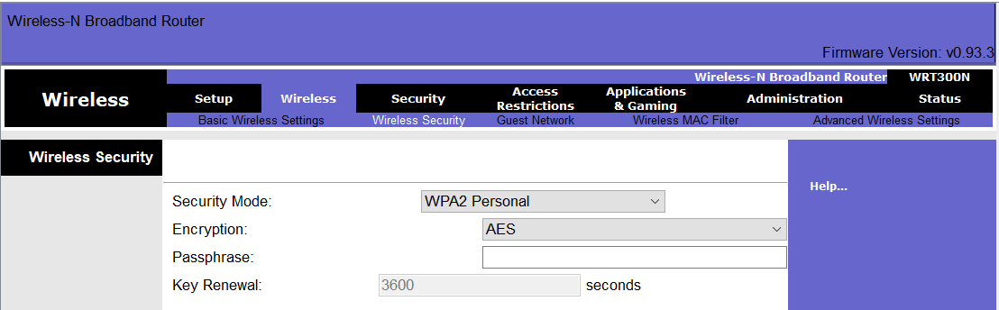 Wireless-N Broadband Router
Firmware Version: v0.93.3
Wireless-N Broadband Router WRT300N
Wireless
Setup Wireless Security Access Restrictions Applications & Gaming Administration Status
Basic Wireless Settings Wireless Security Guest Network Wireless MAC Filter Advanced Wireless Settings
Wireless Security
Help...
Security Mode: WPA2 Personal
Encryption: AES
Passphrase:
Key Renewal: 3600 seconds